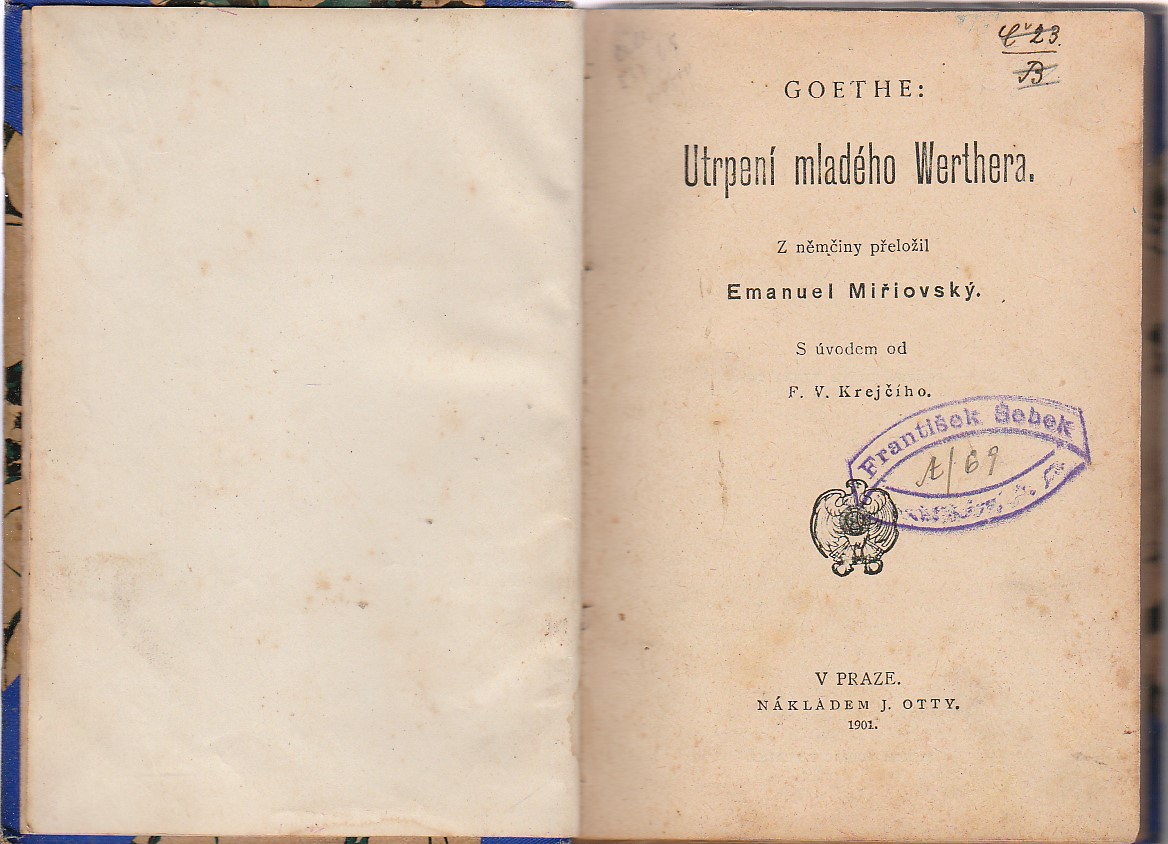 23
B
GOETHE:
Utrpení mladého Werthera.
Z němčiny přeložil
Emanuel Miřiovský.
S úvodem od
F. V. Krejčího.
František Šebek
A/69
V PRAZE.
NÁKLADEM J. OTTY.
1901.